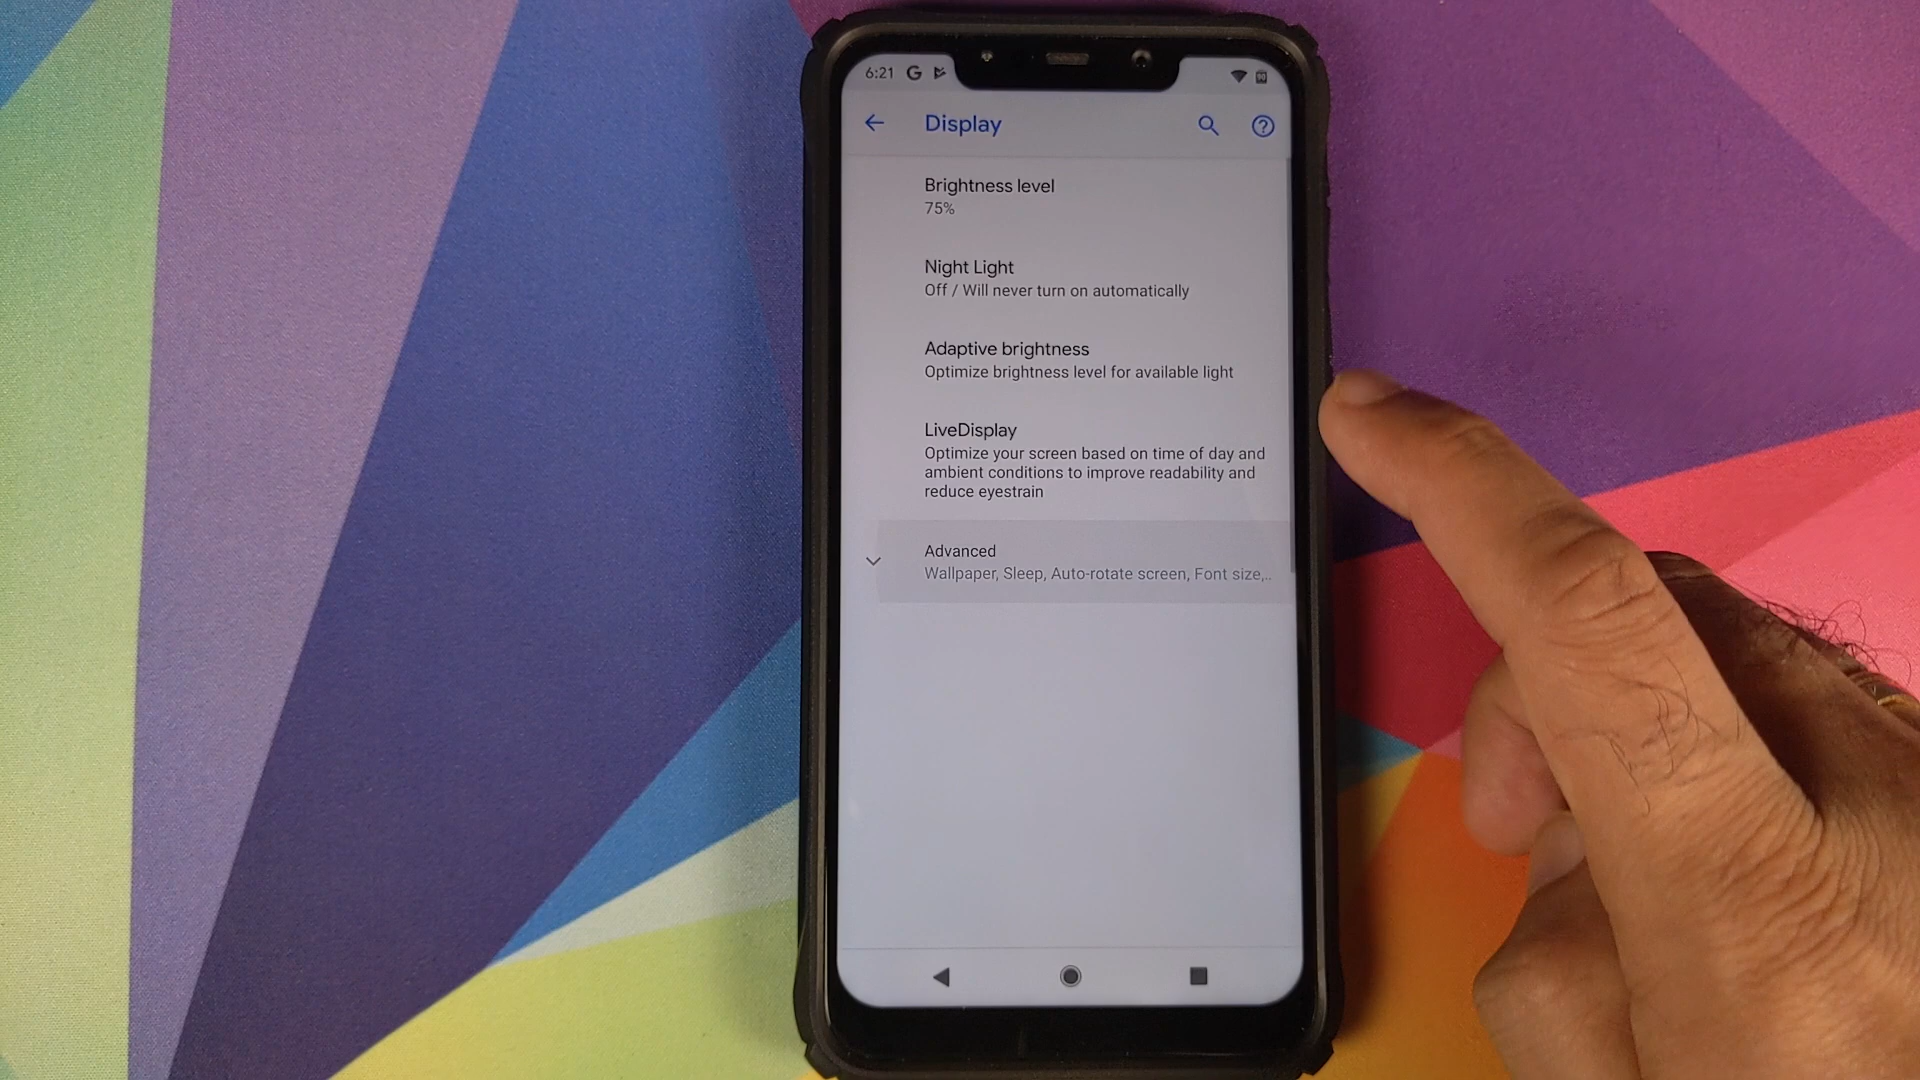 6:21 G
Display
Brightness level
75%
Night Light
Off / Will never turn on automatically
Adaptive brightness
Optimize brightness level for available light
LiveDisplay
Optimize your screen based on time of day and
ambient conditions to improve readability and
reduce eyestrain
Advanced
Wallpaper, Sleep, Auto-rotate screen, Font size,..